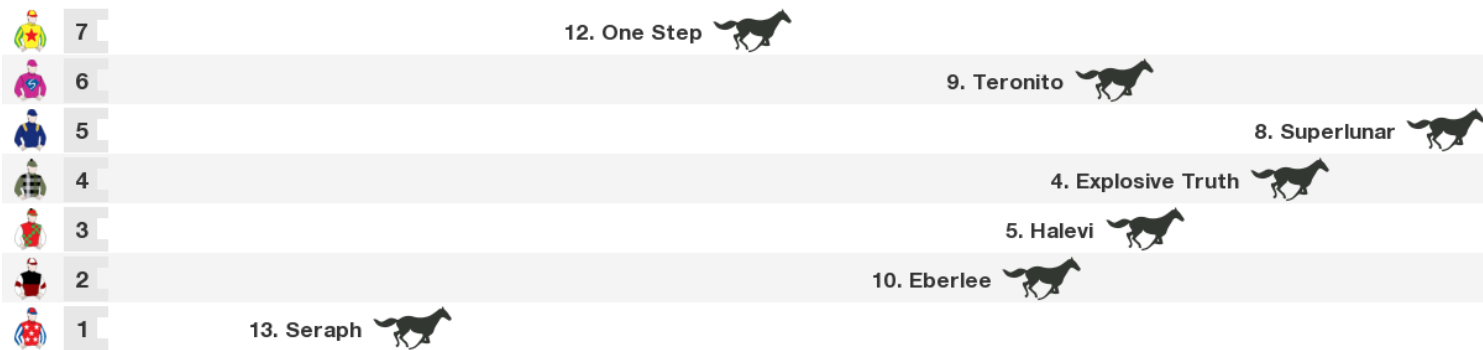 7 12. One Step
6 9. Teronito
5 8. Superlunar
4 4. Explosive Truth
3 5. Halevi
2 10. Eberlee
1 13. Seraph